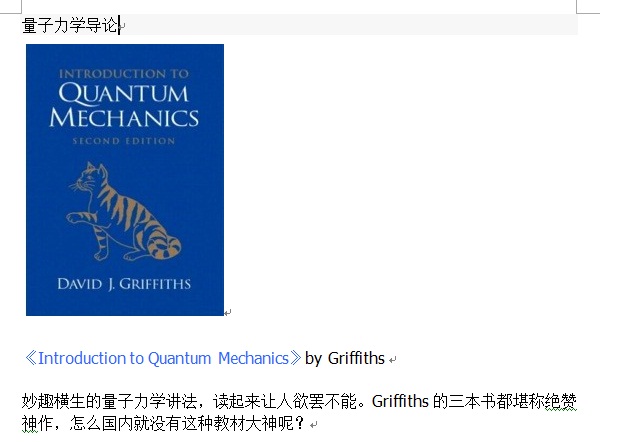 量子力学导论
INTRODUCTION TO
QUANTUM
MECHANICS
SECOND EDITION
DAVID J. GRIFFITHS
《Introduction to Quantum Mechanics》by Griffiths
妙趣横生的量子力学讲法，读起来让人欲罢不能。Griffiths 的三本书都堪称绝赞
神作，怎么国内就没有这种教材大神呢？